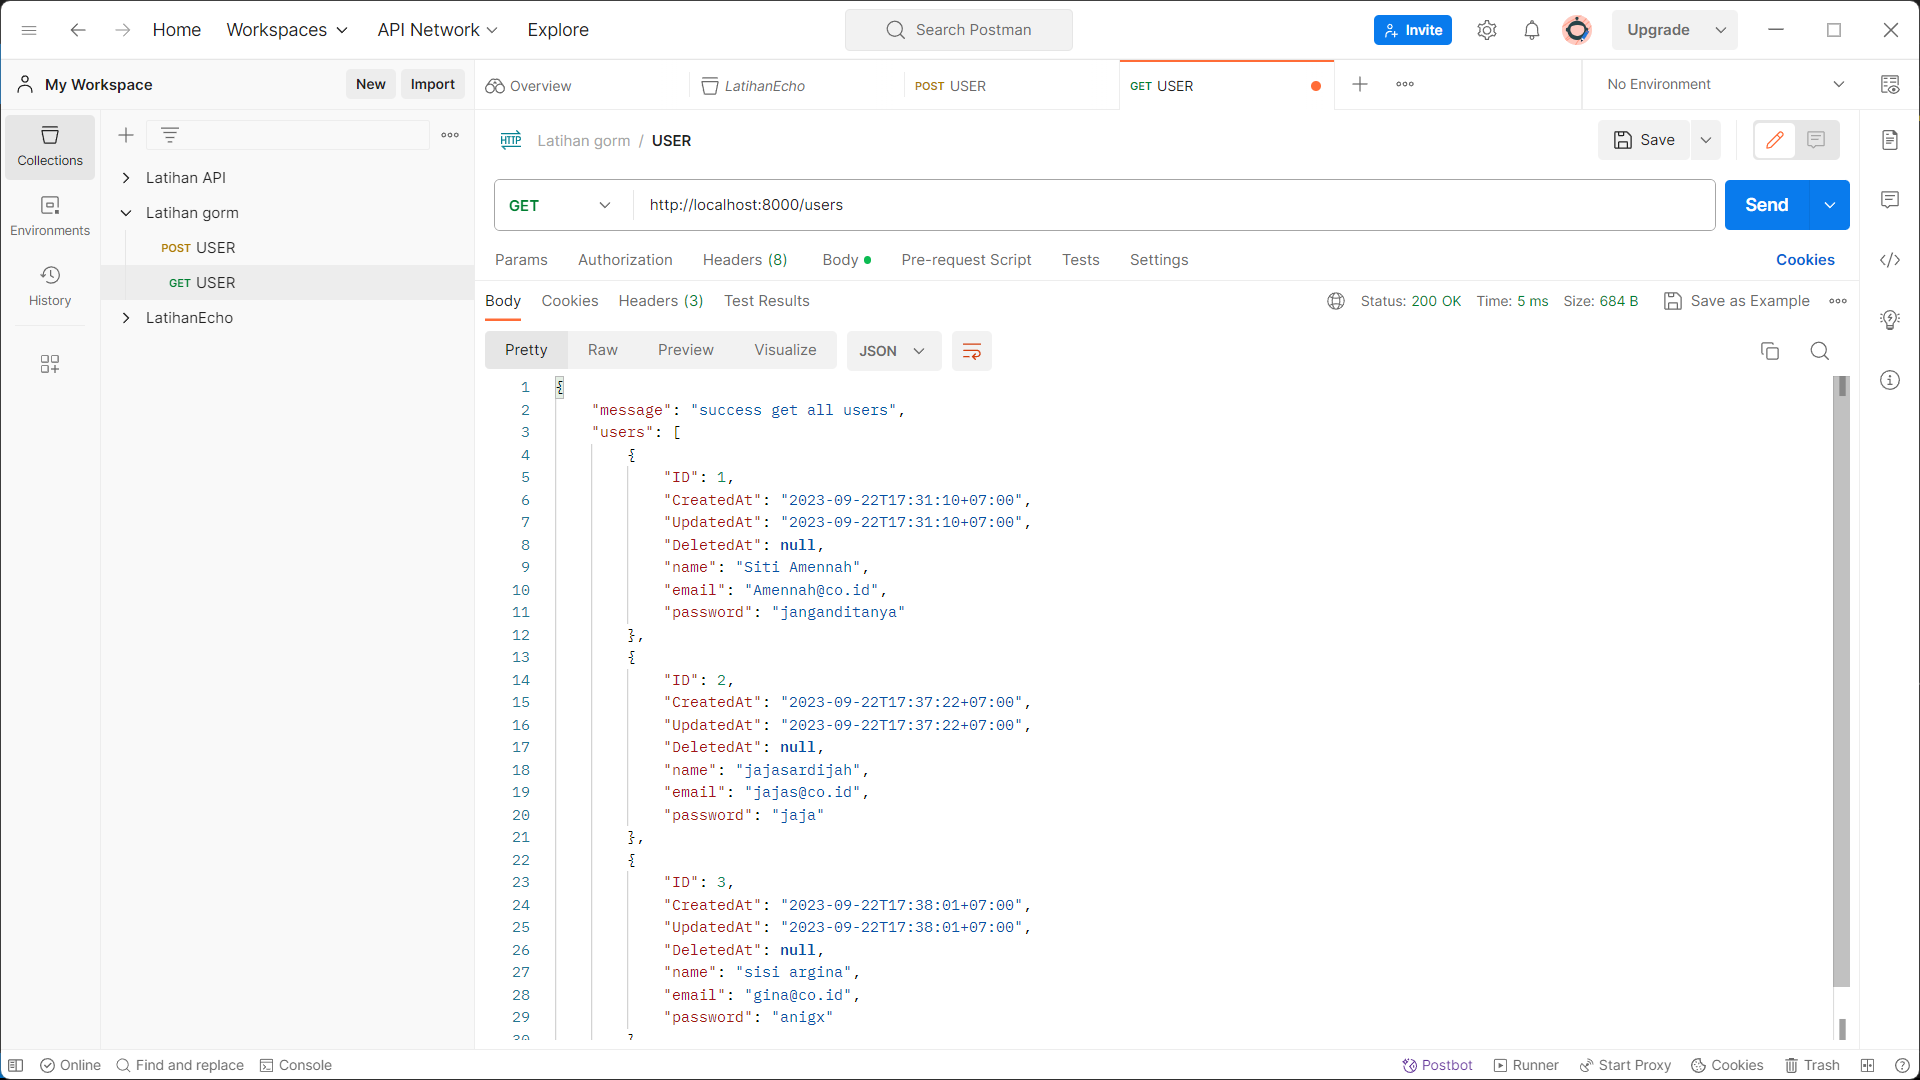 Home Workspaces API Network Explore Search Postman Invite Upgrade
My Workspace New Import Overview LatihanEcho POST USER GET USER No Environment
Collections
Environments
History
Latihan API
Latihan gorm
POST USER
GET USER
LatihanEcho
HTTP Latihan gorm / USER Save
GET http://localhost:8000/users Send
Params Authorization Headers (8) Body Pre-request Script Tests Settings Cookies
Body Cookies Headers (3) Test Results Status: 200 OK Time: 5 ms Size: 684 B Save as Example
Pretty Raw Preview Visualize JSON
1 {
2 "message": "success get all users",
3 "users": [
4 {
5 "ID": 1,
6 "CreatedAt": "2023-09-22T17:31:10+07:00",
7 "UpdatedAt": "2023-09-22T17:31:10+07:00",
8 "DeletedAt": null,
9 "name": "Siti Amennah",
10 "email": "Amennah@co.id",
11 "password": "janganditanya"
12 },
13 {
14 "ID": 2,
15 "CreatedAt": "2023-09-22T17:37:22+07:00",
16 "UpdatedAt": "2023-09-22T17:37:22+07:00",
17 "DeletedAt": null,
18 "name": "jajasardijah",
19 "email": "jajas@co.id",
20 "password": "jaja"
21 },
22 {
23 "ID": 3,
24 "CreatedAt": "2023-09-22T17:38:01+07:00",
25 "UpdatedAt": "2023-09-22T17:38:01+07:00",
26 "DeletedAt": null,
27 "name": "sisi argina",
28 "email": "gina@co.id",
29 "password": "anigx"
30 }
Online Find and replace Console Postbot Runner Start Proxy Cookies Trash